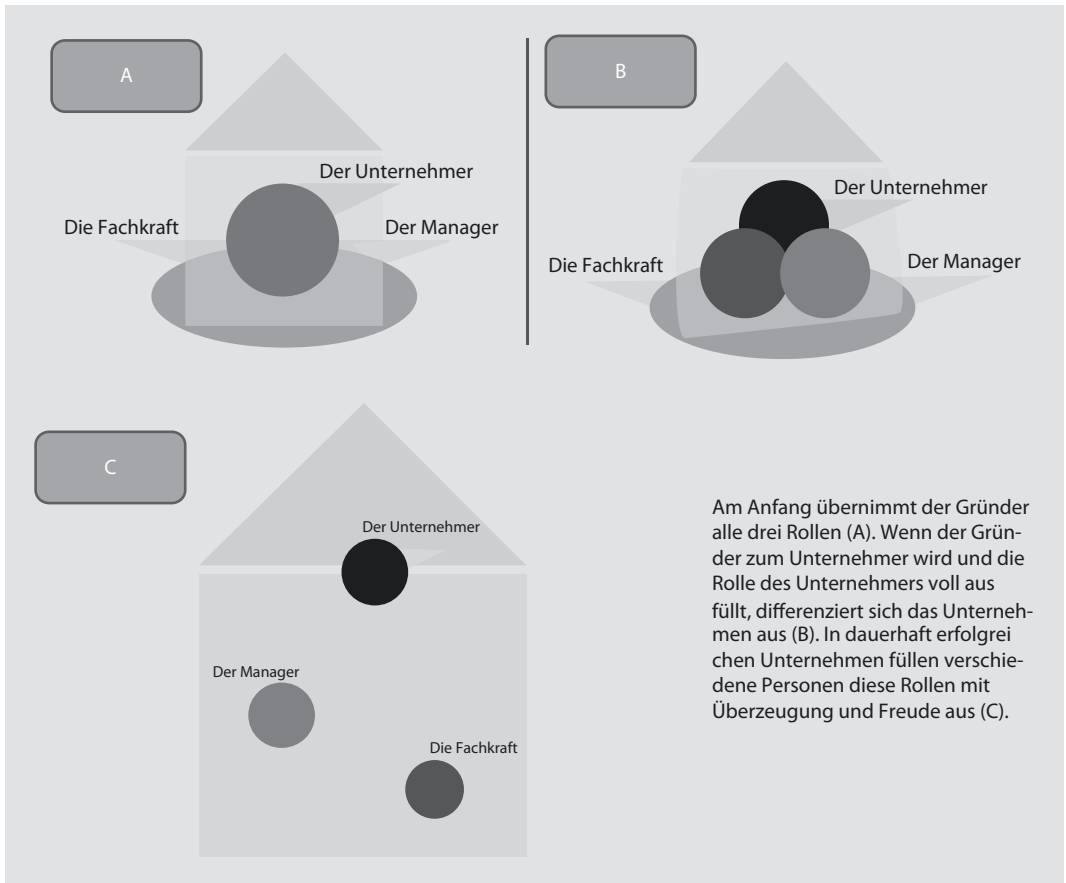 A
Der Unternehmer
Die Fachkraft
Der Manager
B
Der Unternehmer
Die Fachkraft
Der Manager
C
Der Unternehmer
Der Manager
Die Fachkraft
Am Anfang übernimmt der Gründer
alle drei Rollen (A). Wenn der Grün-
der zum Unternehmer wird und die
Rolle des Unternehmers voll aus
füllt, differenziert sich das Unterneh-
men aus (B). In dauerhaft erfolgrei
chen Unternehmen füllen verschie-
dene Personen diese Rollen mit
Überzeugung und Freude aus (C).